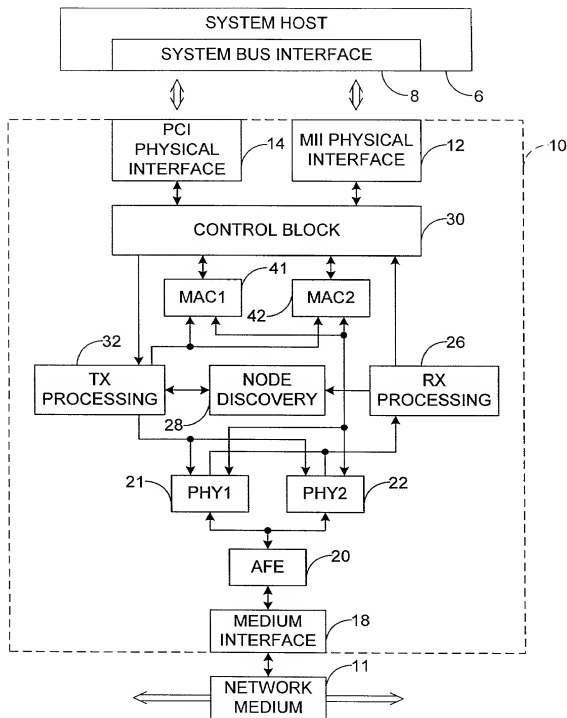 SYSTEM HOST
SYSTEM BUS INTERFACE
8
6
PCI
PHYSICAL
INTERFACE
14
MII PHYSICAL
INTERFACE
12
10
CONTROL BLOCK
30
MAC1
41
MAC2
42
32
TX
PROCESSING
NODE
DISCOVERY
28
26
RX
PROCESSING
21
PHY1
PHY2
22
AFE
20
MEDIUM
INTERFACE
18
NETWORK
MEDIUM
11